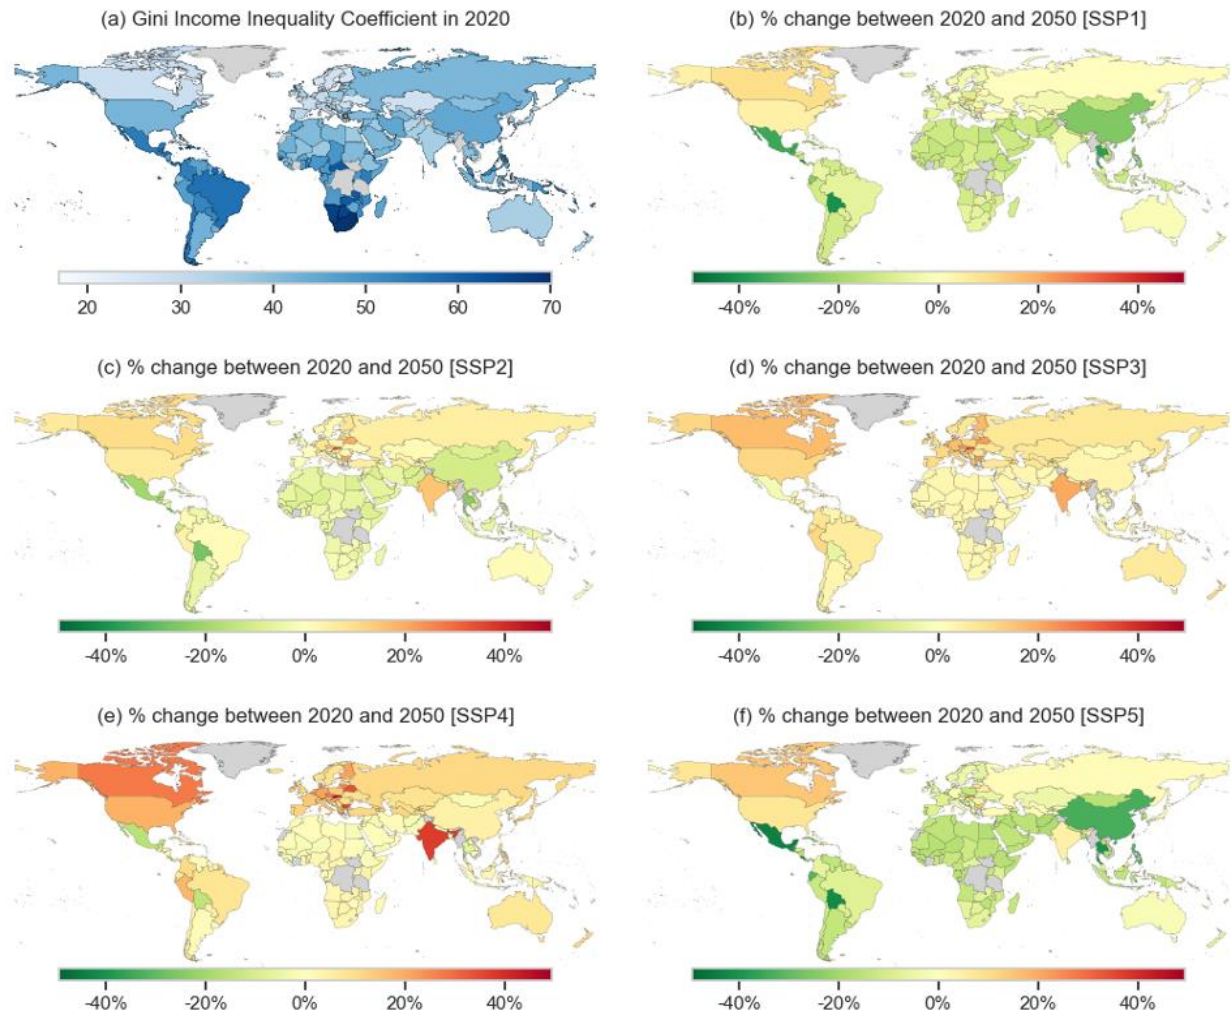 (a) Gini Income Inequality Coefficient in 2020
(b) % change between 2020 and 2050 [SSP1]
20 30 40 50 60 70
-40% -20% 0% 20% 40%
(c) % change between 2020 and 2050 [SSP2]
(d) % change between 2020 and 2050 [SSP3]
-40% -20% 0% 20% 40%
-40% -20% 0% 20% 40%
(e) % change between 2020 and 2050 [SSP4]
(f) % change between 2020 and 2050 [SSP5]
-40% -20% 0% 20% 40%
-40% -20% 0% 20% 40%